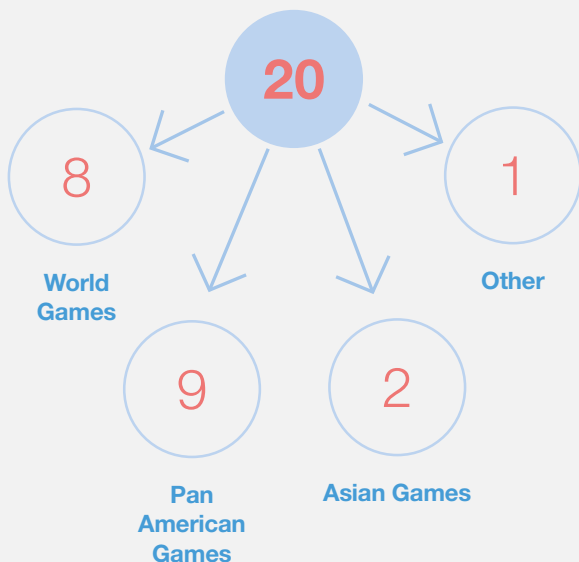 20
8
World
Games
1
Other
9
Pan
American
Games
2
Asian Games